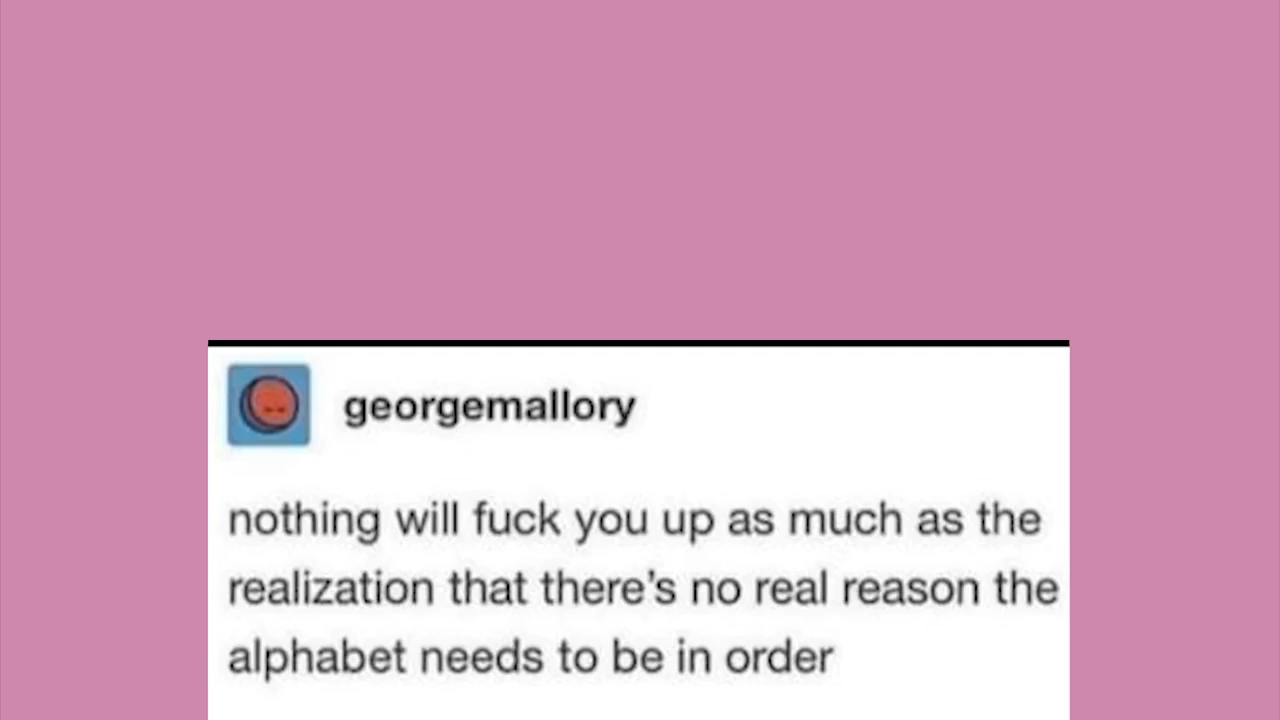 georgemallory
nothing will fuck you up as much as the
realization that there's no real reason the
alphabet needs to be in order